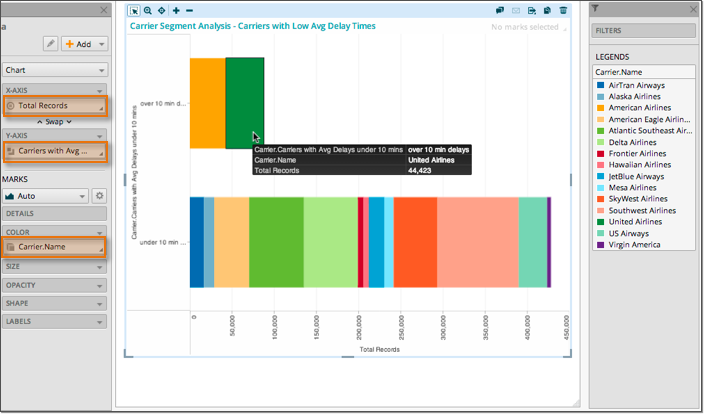 a
Add
Chart
X-AXIS
Total Records
Swap
Y-AXIS
Carriers with Avg ...
MARKS
Auto
DETAILS
COLOR
Carrier.Name
SIZE
OPACITY
SHAPE
LABELS
Carrier Segment Analysis - Carriers with Low Avg Delay Times
No marks selected
Carrier.Carriers with Avg Delays under 10 mins
over 10 min d...
under 10 min ...
Carrier.Carriers with Avg Delays under 10 mins over 10 min delays
Carrier.Name United Airlines
Total Records 44,423
0
50,000
100,000
150,000
200,000
250,000
300,000
350,000
400,000
450,000
Total Records
FILTERS
LEGENDS
Carrier.Name
AirTran Airways
Alaska Airlines
American Airlines
American Eagle Airlin...
Atlantic Southeast Air...
Delta Airlines
Frontier Airlines
Hawaiian Airlines
JetBlue Airways
Mesa Airlines
SkyWest Airlines
Southwest Airlines
United Airlines
US Airways
Virgin America